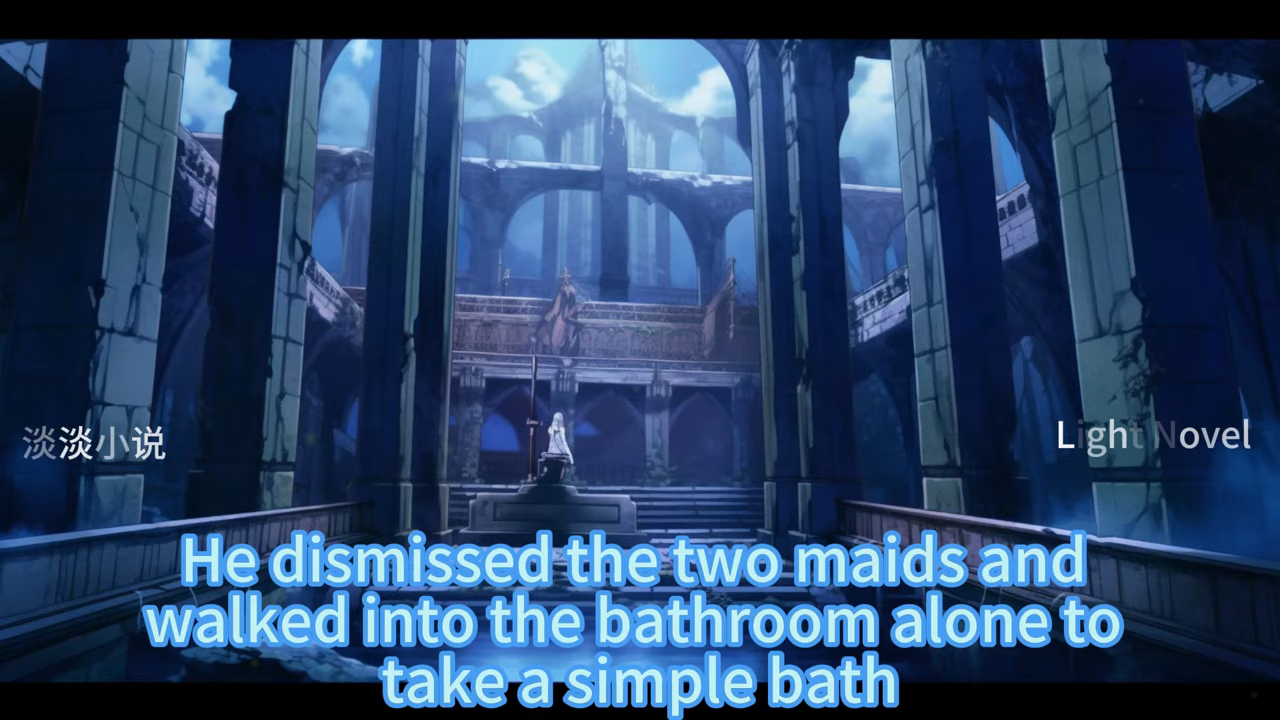 淡淡小说
Light Novel
He dismissed the two maids and
walked into the bathroom alone to
take a simple bath